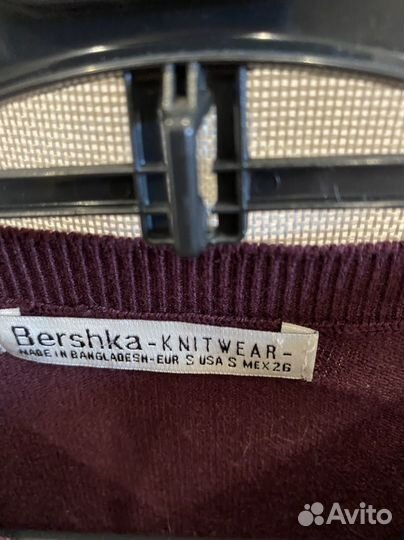 Bershka -KNITWEAR-
MADE IN BANGLADESH-EUR S USA S MEX 26
Avito